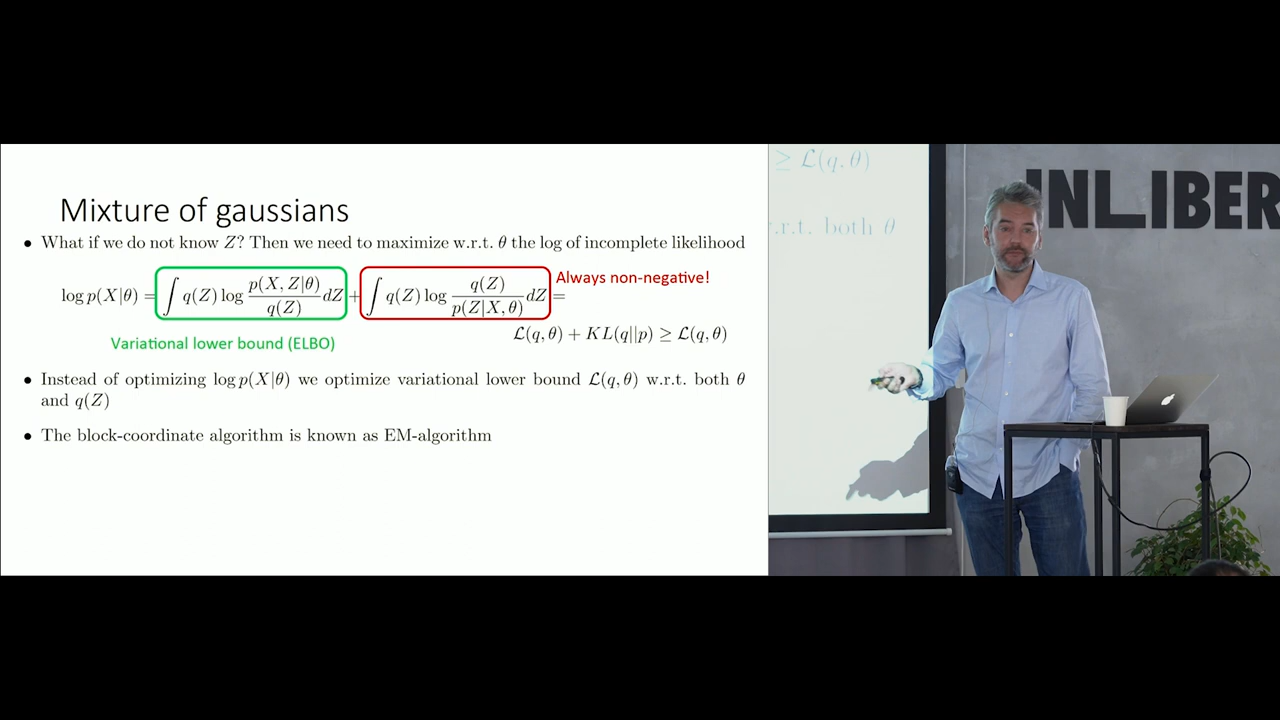 Mixture of gaussians
• What if we do not know Z? Then we need to maximize w.r.t. θ the log of incomplete likelihood
log p(X|θ) = ∫ q(Z) log p(X, Z|θ) / q(Z) dZ + ∫ q(Z) log q(Z) / p(Z|X, θ) dZ =
Always non-negative!
Variational lower bound (ELBO)
ℒ(q, θ) + KL(q||p) ≥ ℒ(q, θ)
• Instead of optimizing log p(X|θ) we optimize variational lower bound ℒ(q, θ) w.r.t. both θ
and q(Z)
• The block-coordinate algorithm is known as EM-algorithm
≥ ℒ(q, θ)
.r.t. both θ
INLIBER